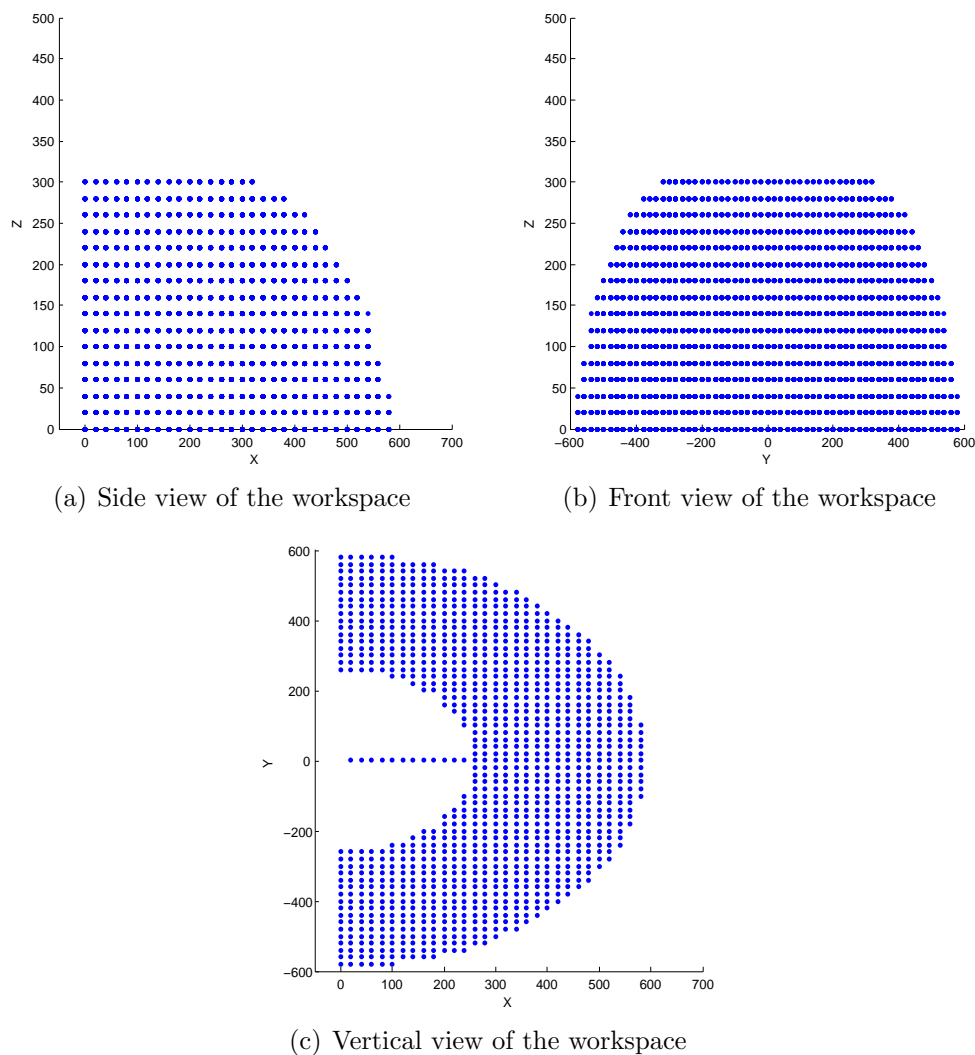 500
450
400
350
300
250
200
150
100
50
0
Z
0 100 200 300 400 500 600 700
X
(a) Side view of the workspace
500
450
400
350
300
250
200
150
100
50
0
Z
−600 −400 −200 0 200 400 600
Y
(b) Front view of the workspace
600
400
200
0
−200
−400
−600
Y
0 100 200 300 400 500 600 700
X
(c) Vertical view of the workspace